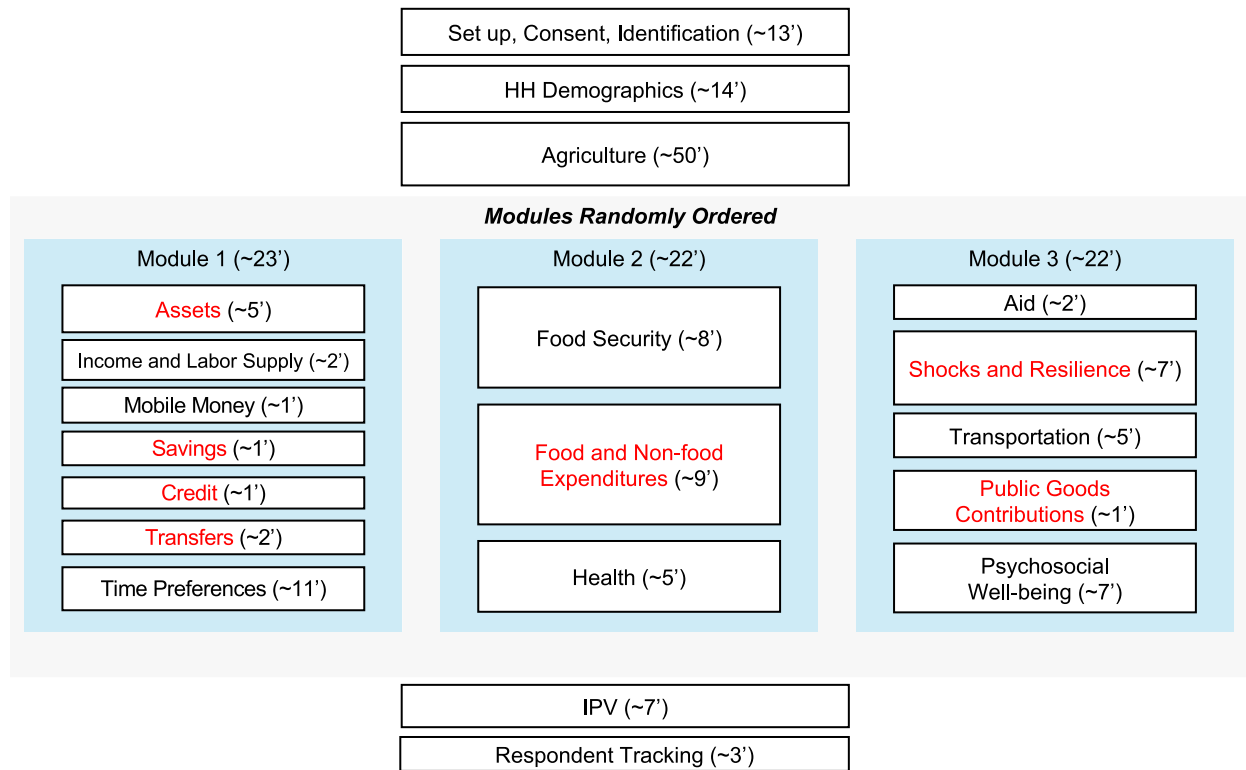 Set up, Consent, Identification (~13’)
HH Demographics (~14’)
Agriculture (~50’)
Modules Randomly Ordered
Module 1 (~23’)
Assets (~5’)
Income and Labor Supply (~2’)
Mobile Money (~1’)
Savings (~1’)
Credit (~1’)
Transfers (~2’)
Time Preferences (~11’)
Module 2 (~22’)
Food Security (~8’)
Food and Non-food
Expenditures (~9’)
Health (~5’)
Module 3 (~22’)
Aid (~2’)
Shocks and Resilience (~7’)
Transportation (~5’)
Public Goods
Contributions (~1’)
Psychosocial
Well-being (~7’)
IPV (~7’)
Respondent Tracking (~3’)